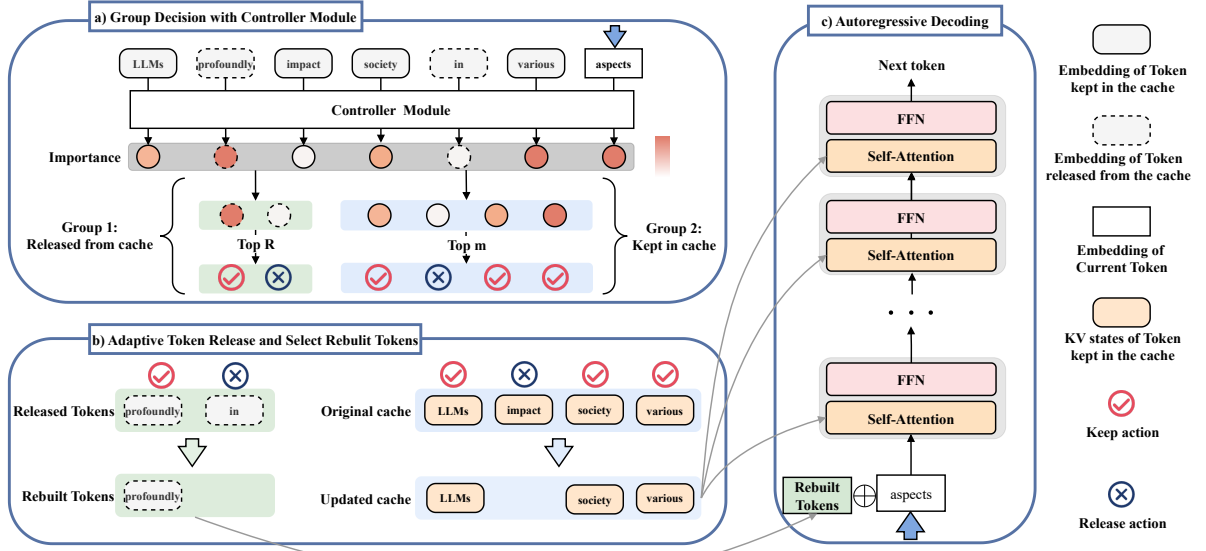 a) Group Decision with Controller Module
LLMs
profoundly
impact
society
in
various
aspects
Controller Module
Importance
Group 1:
Released from cache
Top R
Top m
Group 2:
Kept in cache
b) Adaptive Token Release and Select Rebulit Tokens
Released Tokens
profoundly
in
Original cache
LLMs
impact
society
various
Rebuilt Tokens
profoundly
Updated cache
LLMs
society
various
c) Autoregressive Decoding
Next token
FFN
Self-Attention
FFN
Self-Attention
. . .
FFN
Self-Attention
Rebuilt
Tokens
aspects
Embedding of Token
kept in the cache
Embedding of Token
released from the cache
Embedding of
Current Token
KV states of Token
kept in the cache
Keep action
Release action